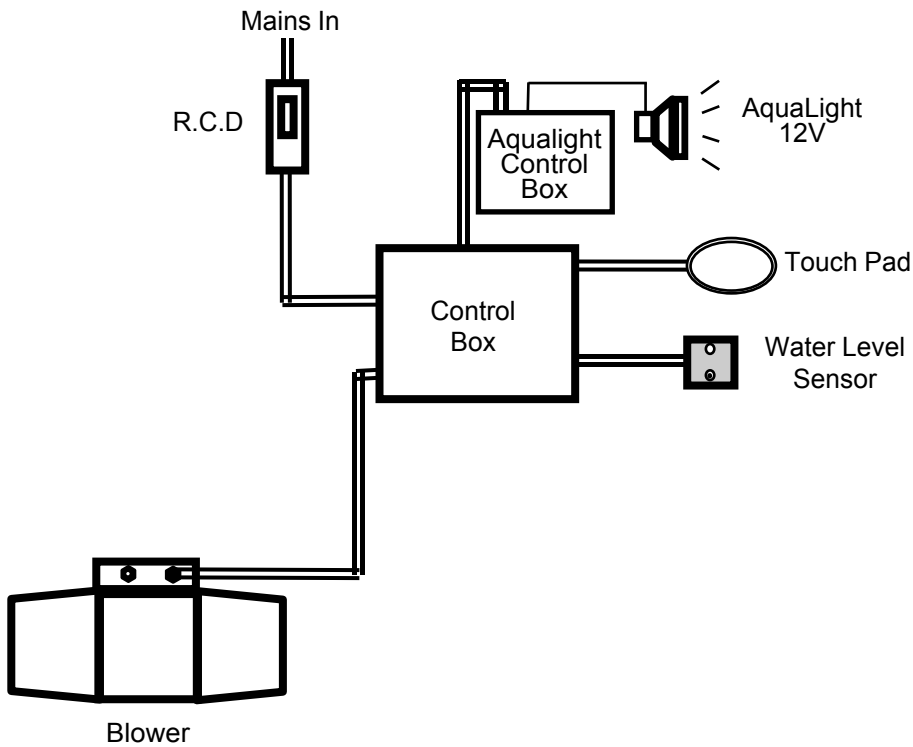 Mains In
R.C.D
Aqualight
Control
Box
AquaLight
12V
Touch Pad
Control
Box
Water Level
Sensor
Blower